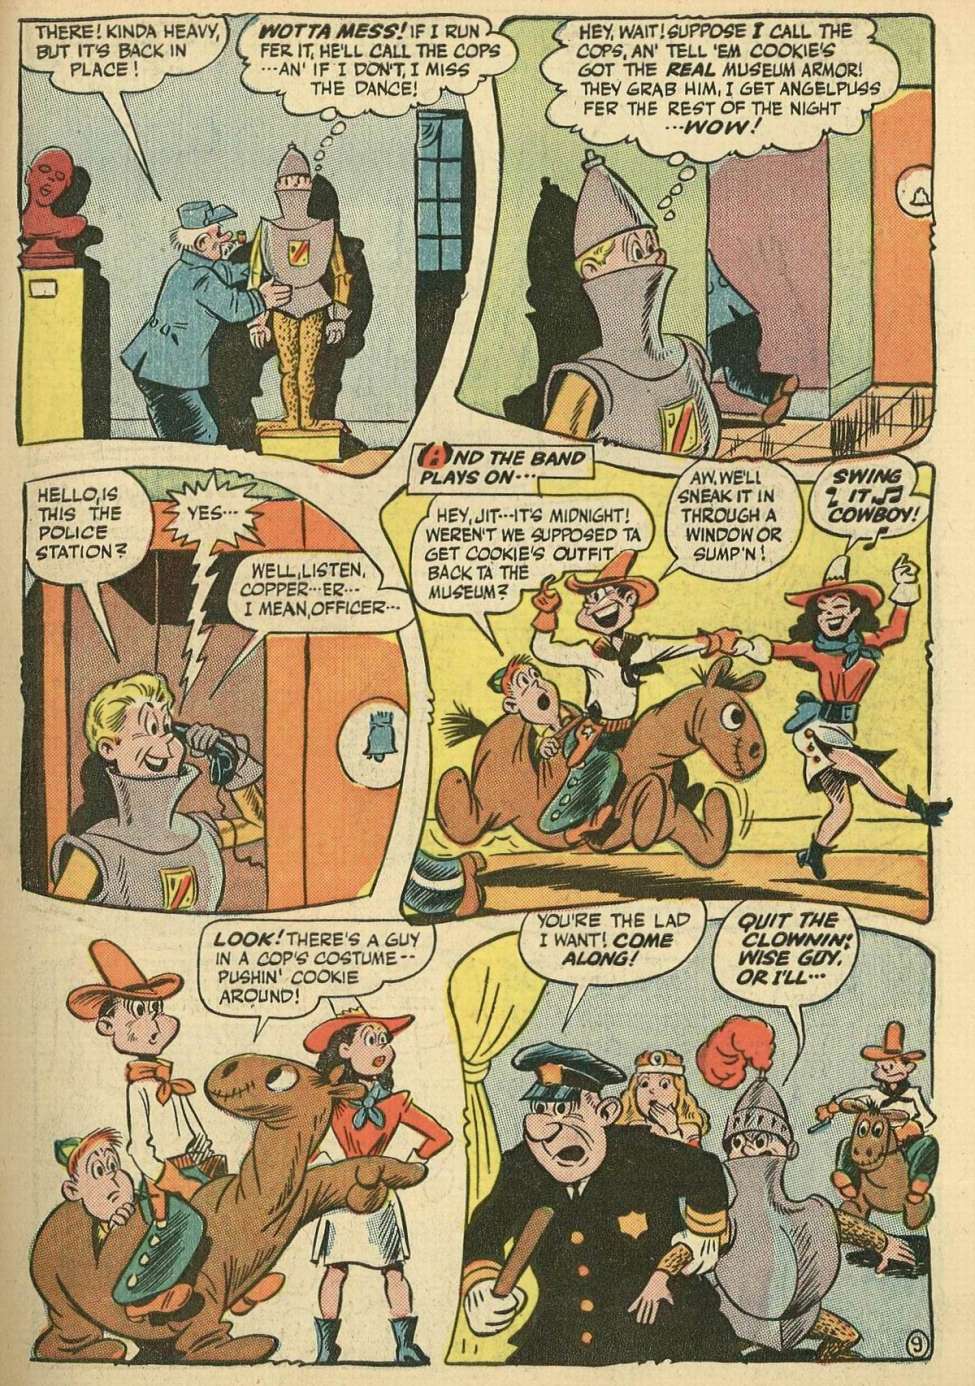 THERE! KINDA HEAVY,
BUT IT'S BACK IN
PLACE!
WOTTA MESS! IF I RUN
FER IT, HE'LL CALL THE COPS
---AN' IF I DON'T, I MISS
THE DANCE!
HEY, WAIT! SUPPOSE I CALL THE
COPS, AN' TELL 'EM COOKIE'S
GOT THE REAL MUSEUM ARMOR!
THEY GRAB HIM, I GET ANGELPUSS
FER THE REST OF THE NIGHT
---WOW!
HELLO, IS
THIS THE
POLICE
STATION?
YES---
WELL, LISTEN,
COPPER---ER---
I MEAN, OFFICER---
AND THE BAND
PLAYS ON---
HEY, JIT---IT'S MIDNIGHT!
WEREN'T WE SUPPOSED TA
GET COOKIE'S OUTFIT
BACK TA THE
MUSEUM?
AW, WE'LL
SNEAK IT IN
THROUGH A
WINDOW OR
SUMP'N!
SWING
IT,
COWBOY!
LOOK! THERE'S A GUY
IN A COP'S COSTUME--
PUSHIN' COOKIE
AROUND!
YOU'RE THE LAD
I WANT! COME
ALONG!
QUIT THE
CLOWNIN',
WISE GUY,
OR I'LL---
9